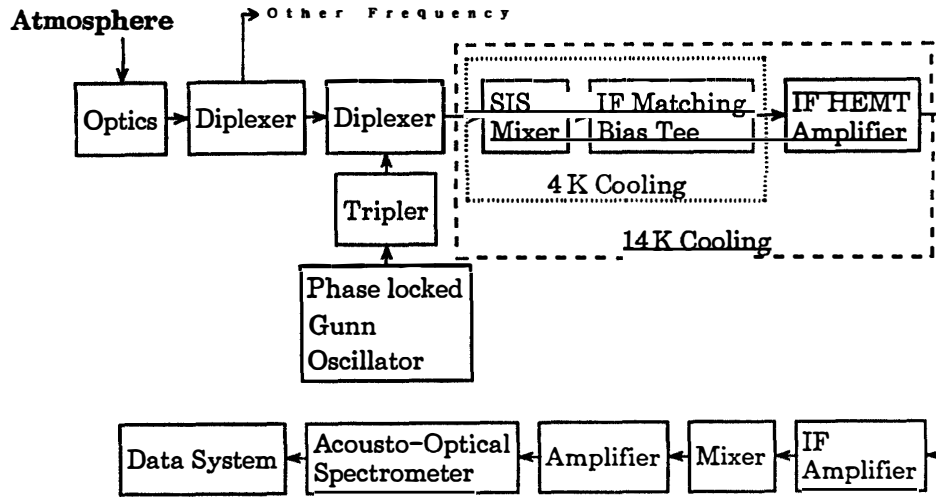 Other Frequency
Atmosphere
Optics
Diplexer
Diplexer
SIS
Mixer
IF Matching
Bias Tee
IF HEMT
Amplifier
4 K Cooling
Tripler
14 K Cooling
Phase locked
Gunn
Oscillator
Data System
Acousto-Optical
Spectrometer
Amplifier
Mixer
IF
Amplifier